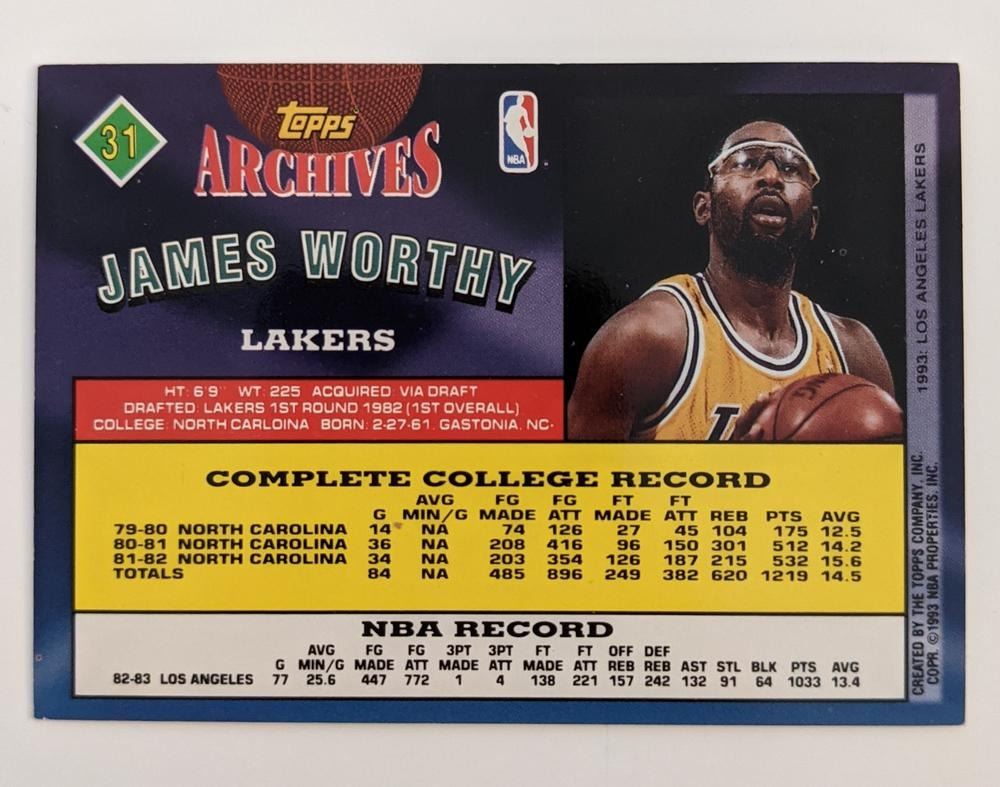 31
TOPPS
ARCHIVES
NBA
JAMES WORTHY
LAKERS
HT: 6'9" WT: 225 ACQUIRED: VIA DRAFT
DRAFTED: LAKERS 1ST ROUND 1982 (1ST OVERALL)
COLLEGE: NORTH CARLOINA BORN: 2-27-61, GASTONIA, NC·
1993: LOS ANGELES LAKERS
COMPLETE COLLEGE RECORD
AVG FG FG FT FT
G MIN/G MADE ATT MADE ATT REB PTS AVG
79-80 NORTH CAROLINA 14 NA 74 126 27 45 104 175 12.5
80-81 NORTH CAROLINA 36 NA 208 416 96 150 301 512 14.2
81-82 NORTH CAROLINA 34 NA 203 354 126 187 215 532 15.6
TOTALS 84 NA 485 896 249 382 620 1219 14.5
NBA RECORD
AVG FG FG 3PT 3PT FT FT OFF DEF
G MIN/G MADE ATT MADE ATT MADE ATT REB REB AST STL BLK PTS AVG
82-83 LOS ANGELES 77 25.6 447 772 1 4 138 221 157 242 132 91 64 1033 13.4
CREATED BY THE TOPPS COMPANY, INC.
COPR. ©1993 NBA PROPERTIES, INC.